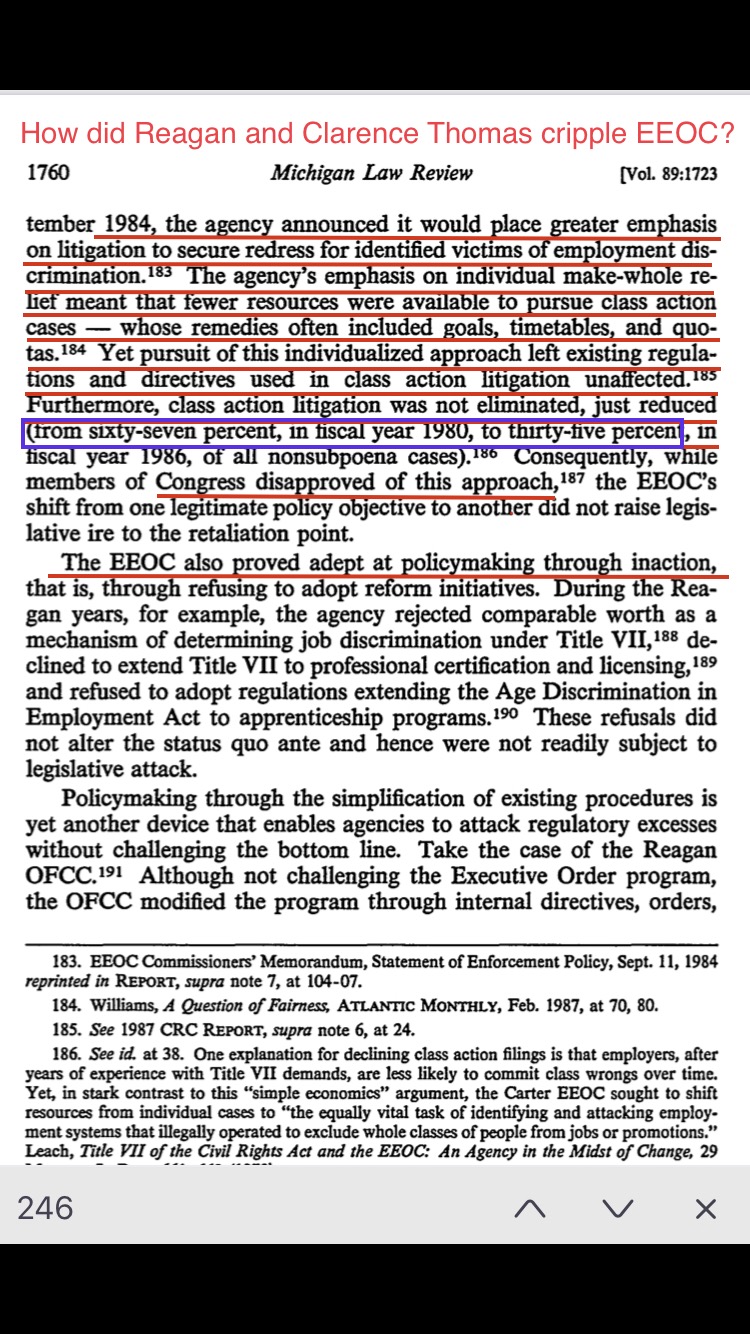 How did Reagan and Clarence Thomas cripple EEOC?
1760 Michigan Law Review [Vol. 89:1723
tember 1984, the agency announced it would place greater emphasis
on litigation to secure redress for identified victims of employment dis-
crimination.183 The agency's emphasis on individual make-whole re-
lief meant that fewer resources were available to pursue class action
cases — whose remedies often included goals, timetables, and quo-
tas.184 Yet pursuit of this individualized approach left existing regula-
tions and directives used in class action litigation unaffected.185
Furthermore, class action litigation was not eliminated, just reduced
(from sixty-seven percent, in fiscal year 1980, to thirty-five percent, in
fiscal year 1986, of all nonsubpoena cases).186 Consequently, while
members of Congress disapproved of this approach,187 the EEOC's
shift from one legitimate policy objective to another did not raise legis-
lative ire to the retaliation point.
The EEOC also proved adept at policymaking through inaction,
that is, through refusing to adopt reform initiatives. During the Rea-
gan years, for example, the agency rejected comparable worth as a
mechanism of determining job discrimination under Title VII,188 de-
clined to extend Title VII to professional certification and licensing,189
and refused to adopt regulations extending the Age Discrimination in
Employment Act to apprenticeship programs.190 These refusals did
not alter the status quo ante and hence were not readily subject to
legislative attack.
Policymaking through the simplification of existing procedures is
yet another device that enables agencies to attack regulatory excesses
without challenging the bottom line. Take the case of the Reagan
OFCC.191 Although not challenging the Executive Order program,
the OFCC modified the program through internal directives, orders,
183. EEOC Commissioners' Memorandum, Statement of Enforcement Policy, Sept. 11, 1984
reprinted in REPORT, supra note 7, at 104-07.
184. Williams, A Question of Fairness, ATLANTIC MONTHLY, Feb. 1987, at 70, 80.
185. See 1987 CRC REPORT, supra note 6, at 24.
186. See id. at 38. One explanation for declining class action filings is that employers, after
years of experience with Title VII demands, are less likely to commit class wrongs over time.
Yet, in stark contrast to this "simple economics" argument, the Carter EEOC sought to shift
resources from individual cases to "the equally vital task of identifying and attacking employ-
ment systems that illegally operated to exclude whole classes of people from jobs or promotions."
Leach, Title VII of the Civil Rights Act and the EEOC: An Agency in the Midst of Change, 29
246